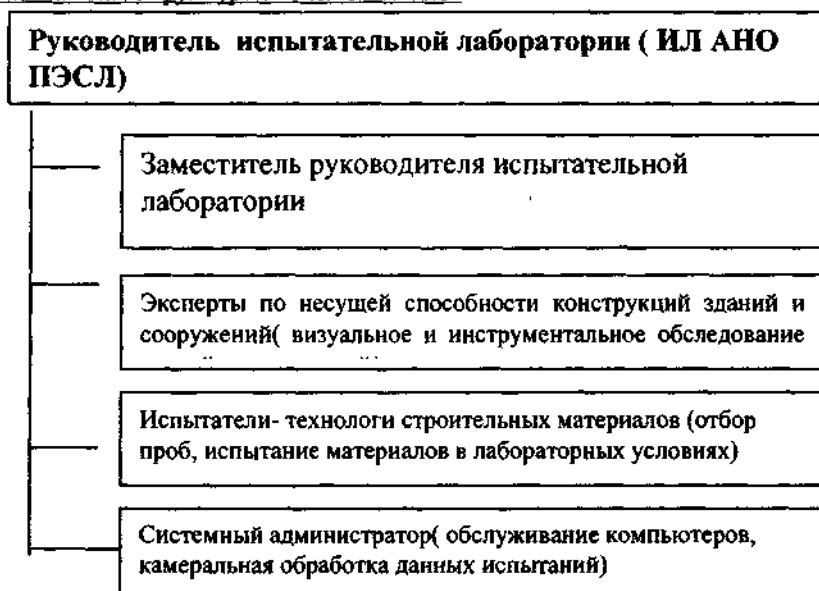 Руководитель испытательной лаборатории ( ИЛ АНО
ПЭСЛ)
Заместитель руководителя испытательной
лаборатории
Эксперты по несущей способности конструкций зданий и
сооружений( визуальное и инструментальное обследование
Испытатели- технологи строительных материалов (отбор
проб, испытание материалов в лабораторных условиях)
Системный администратор( обслуживание компьютеров,
камеральная обработка данных испытаний)